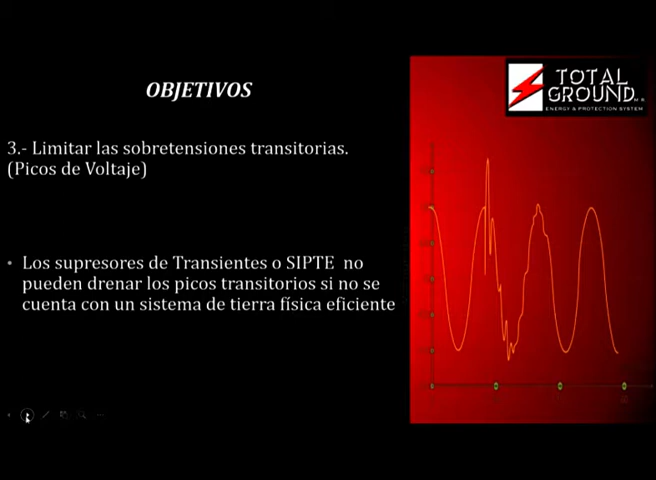 OBJETIVOS
TOTAL
GROUND
ENERGY & PROTECTION SYSTEM
3.- Limitar las sobretensiones transitorias.
(Picos de Voltaje)
• Los supresores de Transientes o SIPTE no
pueden drenar los picos transitorios si no se
cuenta con un sistema de tierra física eficiente